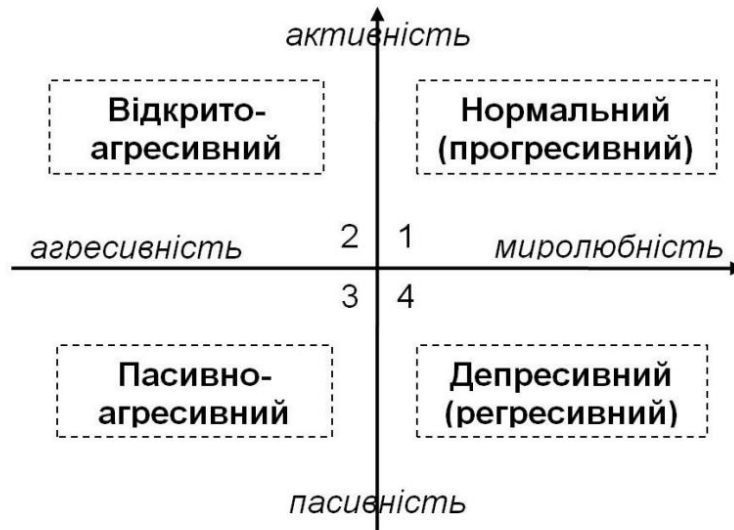 активність
Відкрито-
агресивний
Нормальний
(прогресивний)
агресивність
2
1
миролюбність
3
4
Пасивно-
агресивний
Депресивний
(регресивний)
пасивність